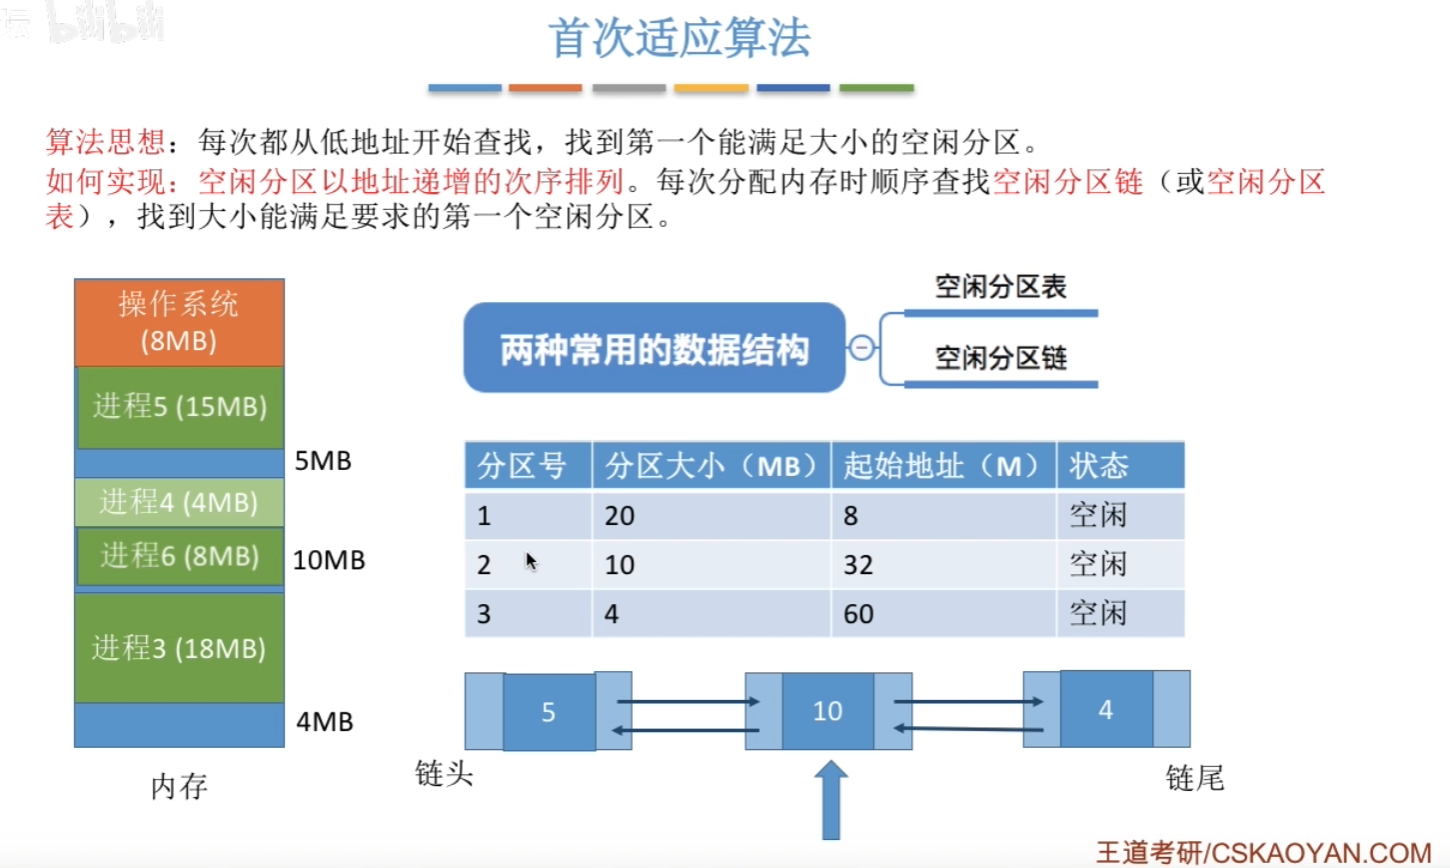 坛 bilibili
首次适应算法
算法思想：每次都从低地址开始查找，找到第一个能满足大小的空闲分区。
如何实现：空闲分区以地址递增的次序排列。每次分配内存时顺序查找空闲分区链（或空闲分区
表），找到大小能满足要求的第一个空闲分区。
操作系统
(8MB)
进程5 (15MB)
5MB
进程4 (4MB)
进程6 (8MB)
10MB
进程3 (18MB)
4MB
内存
两种常用的数据结构
空闲分区表
空闲分区链
分区号 分区大小（MB） 起始地址（M） 状态
1 20 8 空闲
2 10 32 空闲
3 4 60 空闲
5 10 4
链头
链尾
王道考研/CSKAOYAN.COM